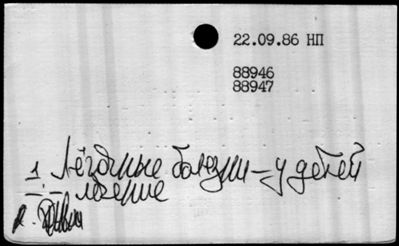 22.09.86 НП
88946
88947
1 Лёгочные болезни – у детей
– : – лечение